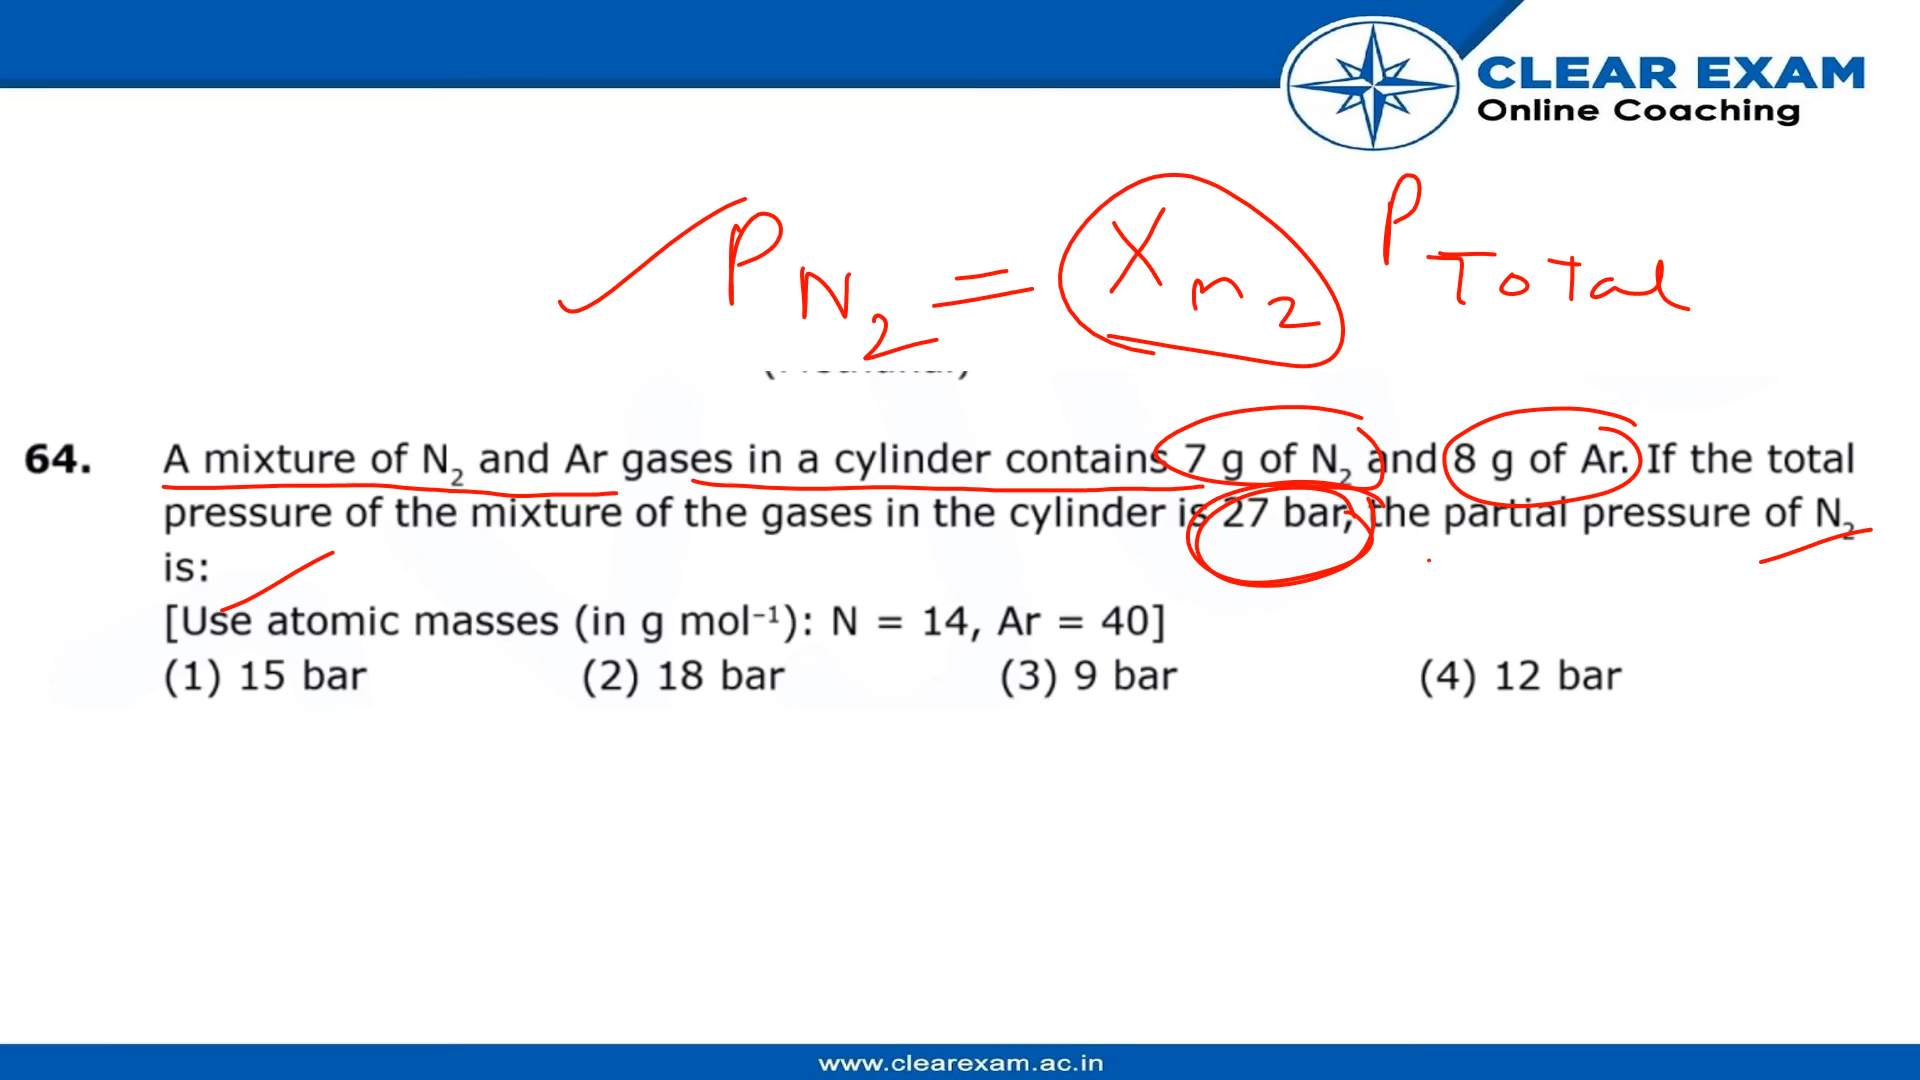 CLEAR EXAM
Online Coaching
P N₂ = X n₂ P Total
64. A mixture of N₂ and Ar gases in a cylinder contains 7 g of N₂ and 8 g of Ar. If the total
pressure of the mixture of the gases in the cylinder is 27 bar, the partial pressure of N₂
is:
[Use atomic masses (in g mol⁻¹): N = 14, Ar = 40]
(1) 15 bar (2) 18 bar (3) 9 bar (4) 12 bar
www.clearexam.ac.in